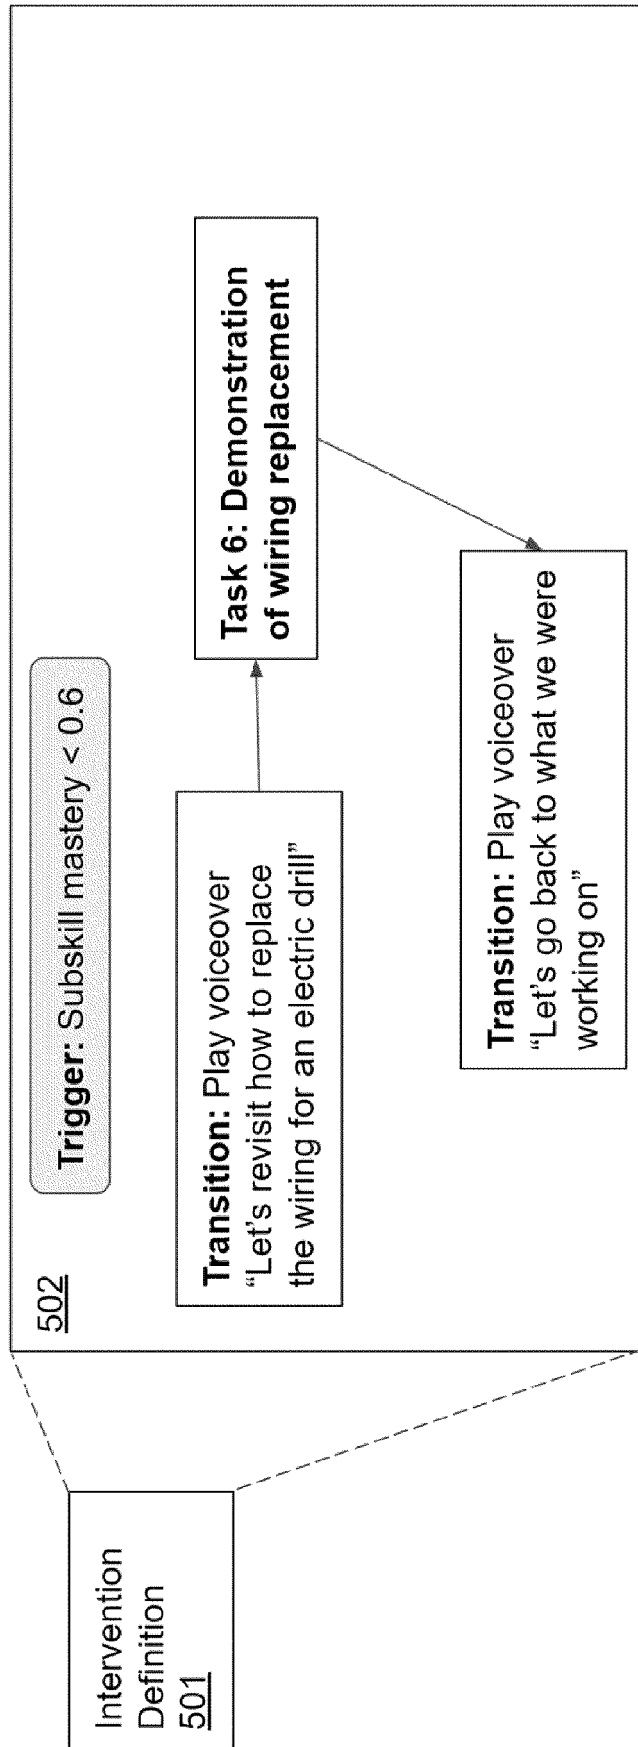 Intervention
Definition
501
502
Trigger: Subskill mastery < 0.6
Transition: Play voiceover
“Let's revisit how to replace
the wiring for an electric drill”
Task 6: Demonstration
of wiring replacement
Transition: Play voiceover
“Let's go back to what we were
working on”